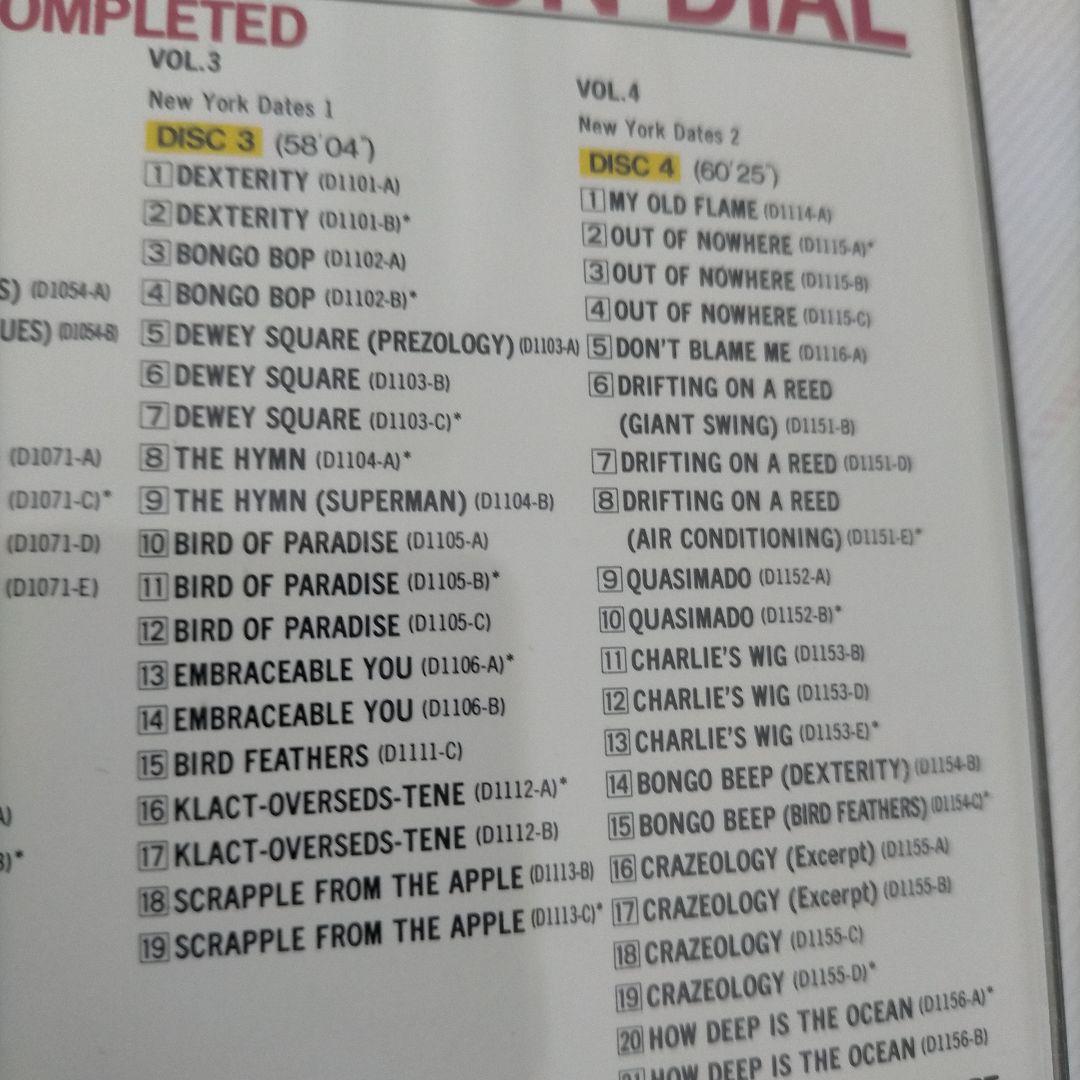 OMPLETED
ON DIAL
S) (D1054-A)
UES) (D1054-B)
(D1071-A)
(D1071-C)*
(D1071-D)
(D1071-E)
VOL.3
New York Dates 1
DISC 3 (58'04")
1 DEXTERITY (D1101-A)
2 DEXTERITY (D1101-B)*
3 BONGO BOP (D1102-A)
4 BONGO BOP (D1102-B)*
5 DEWEY SQUARE (PREZOLOGY) (D1103-A)
6 DEWEY SQUARE (D1103-B)
7 DEWEY SQUARE (D1103-C)*
8 THE HYMN (D1104-A)*
9 THE HYMN (SUPERMAN) (D1104-B)
10 BIRD OF PARADISE (D1105-A)
11 BIRD OF PARADISE (D1105-B)*
12 BIRD OF PARADISE (D1105-C)
13 EMBRACEABLE YOU (D1106-A)*
14 EMBRACEABLE YOU (D1106-B)
15 BIRD FEATHERS (D1111-C)
16 KLACT-OVERSEDS-TENE (D1112-A)*
17 KLACT-OVERSEDS-TENE (D1112-B)
18 SCRAPPLE FROM THE APPLE (D1113-B)
19 SCRAPPLE FROM THE APPLE (D1113-C)*
VOL.4
New York Dates 2
DISC 4 (60'25")
1 MY OLD FLAME (D1114-A)
2 OUT OF NOWHERE (D1115-A)*
3 OUT OF NOWHERE (D1115-B)
4 OUT OF NOWHERE (D1115-C)
5 DON'T BLAME ME (D1116-A)
6 DRIFTING ON A REED
(GIANT SWING) (D1151-B)
7 DRIFTING ON A REED (D1151-D)
8 DRIFTING ON A REED
(AIR CONDITIONING) (D1151-E)*
9 QUASIMADO (D1152-A)
10 QUASIMADO (D1152-B)*
11 CHARLIE'S WIG (D1153-B)
12 CHARLIE'S WIG (D1153-D)
13 CHARLIE'S WIG (D1153-E)*
14 BONGO BEEP (DEXTERITY) (D1154-B)
15 BONGO BEEP (BIRD FEATHERS) (D1154-C)*
16 CRAZEOLOGY (Excerpt) (D1155-A)
17 CRAZEOLOGY (Excerpt) (D1155-B)
18 CRAZEOLOGY (D1155-C)
19 CRAZEOLOGY (D1155-D)*
20 HOW DEEP IS THE OCEAN (D1156-A)*
21 HOW DEEP IS THE OCEAN (D1156-B)